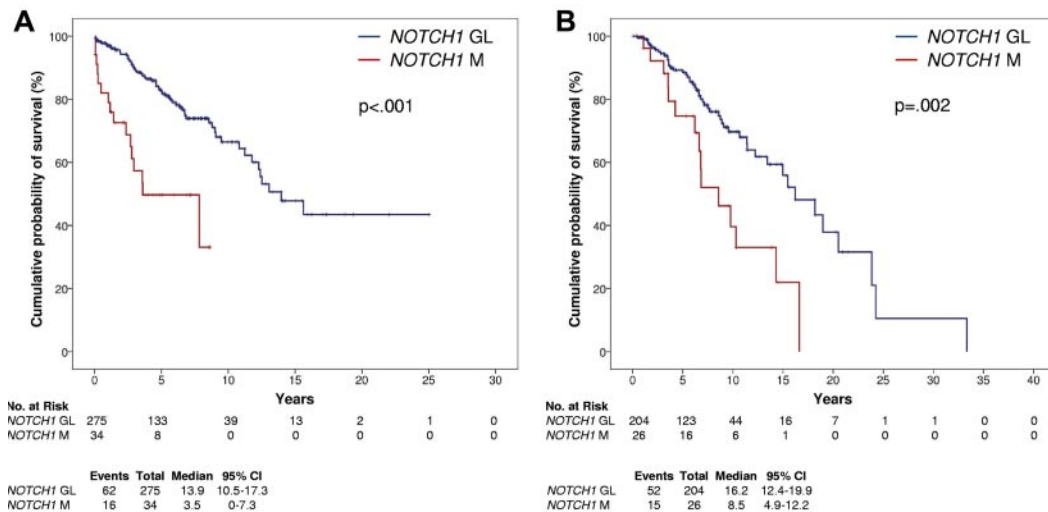 A
NOTCH1 GL
NOTCH1 M
p<.001
Cumulative probability of survival (%)
100
80
60
40
20
0
0 5 10 15 20 25 30
Years
No. at Risk
NOTCH1 GL 275 133 39 13 2 1 0
NOTCH1 M 34 8 0 0 0 0 0
Events Total Median 95% CI
NOTCH1 GL 62 275 13.9 10.5-17.3
NOTCH1 M 16 34 3.5 0-7.3
B
NOTCH1 GL
NOTCH1 M
p=.002
Cumulative probability of survival (%)
100
80
60
40
20
0
0 5 10 15 20 25 30 35 40
Years
No. at Risk
NOTCH1 GL 204 123 44 16 7 1 1 0 0
NOTCH1 M 26 16 6 1 0 0 0 0 0
Events Total Median 95% CI
NOTCH1 GL 52 204 16.2 12.4-19.9
NOTCH1 M 15 26 8.5 4.9-12.2